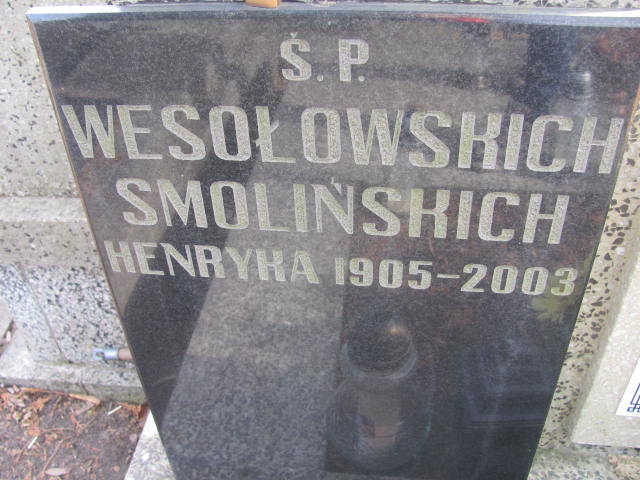 Ś.P.
WESOŁOWSKICH
SMOLIŃSKICH
HENRYKA 1905-2003